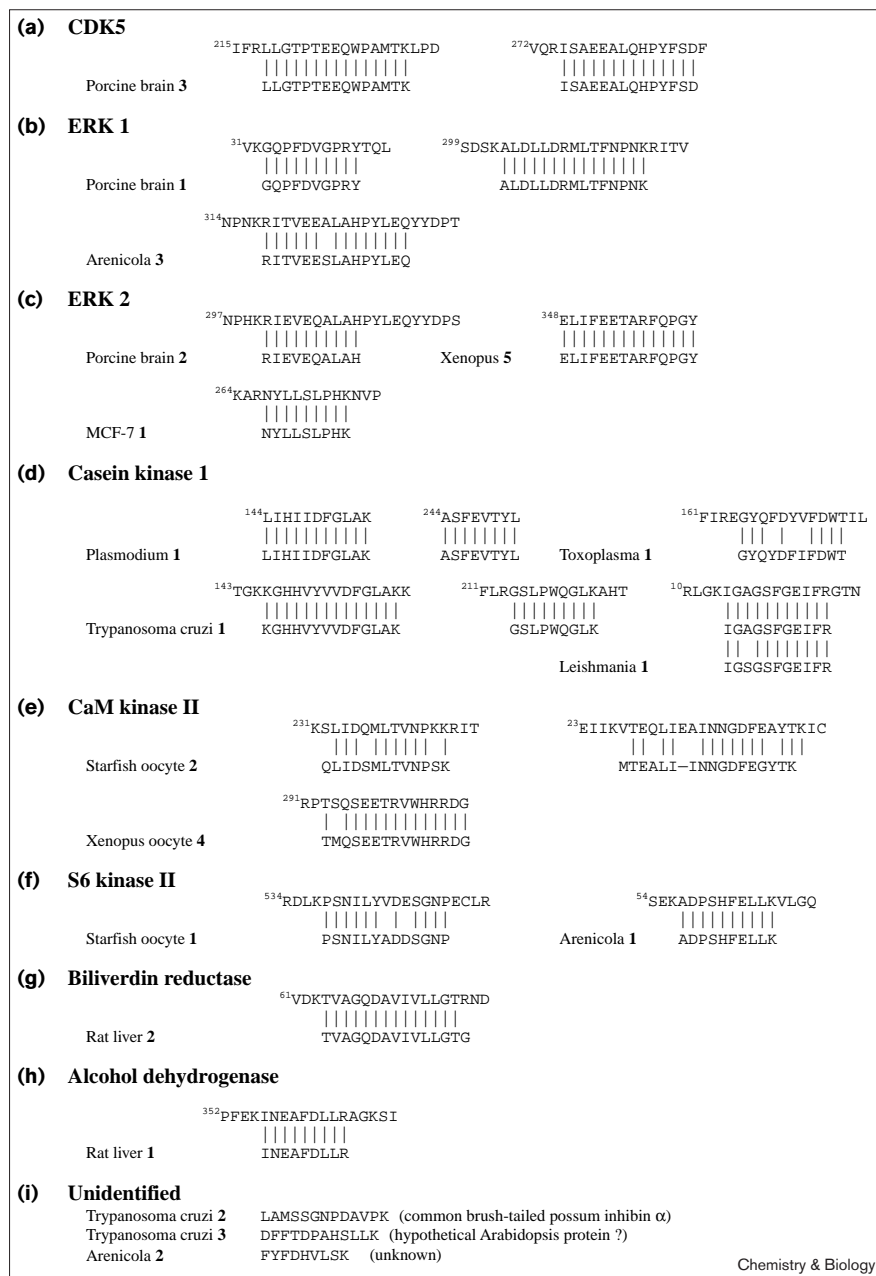 (a) CDK5
215IFRLLGTPTEEQWPAMTKLPD 272VQRISAEEALQHPYFSDF
||||||||||||||| |||||||||||||
Porcine brain 3 LLGTPTEEQWPAMTK ISAEEALQHPYFSD
(b) ERK 1
31VKGQPFDVGPRYTQL 299SDSKALDLLDRMLTFNPNKRITV
|||||||||| |||||||||||||||
Porcine brain 1 GQPFDVGPRY ALDLLDRMLTFNPNK
314NPNKRITVEEALAHPYLEQYYDPT
|||||| ||||||||
Arenicola 3 RITVEESLAHPYLEQ
(c) ERK 2
297NPHKRIEVEQALAHPYLEQYYDPS 348ELIFEETARFQPGY
|||||||||| ||||||||||||||
Porcine brain 2 RIEVEQALAH Xenopus 5 ELIFEETARFQPGY
264KARNYLLSLPHKNVP
|||||||||
MCF-7 1 NYLLSLPHK
(d) Casein kinase 1
144LIHIIDFGLAK 244ASFEVTYL 161FIREGYQFDYVFDWTIL
||||||||||| |||||||| ||| | ||||
Plasmodium 1 LIHIIDFGLAK ASFEVTYL Toxoplasma 1 GYQYDFIFDWT
143TGKKGHHVYVVDFGLAKK 211FLRGSLPWQGLKAHT 10RLGKIGAGSFGEIFRGTN
|||||||||||||| ||||||||| |||||||||||
Trypanosoma cruzi 1 KGHHVYVVDFGLAK GSLPWQGLK IGAGSFGEIFR
|| ||||||||
Leishmania 1 IGSGSFGEIFR
(e) CaM kinase II
231KSLIDQMLTVNPKKRIT 23EIIKVTEQLIEAINNGDFEAYTKIC
||| |||||| | || || ||||||| |||
Starfish oocyte 2 QLIDSMLTVNPSK MTEALI–INNGDFEGYTK
291RPTSQSEETRVWHRRDG
| |||||||||||||
Xenopus oocyte 4 TMQSEETRVWHRRDG
(f) S6 kinase II
534RDLKPSNILYVDESGNPECLR 54SEKADPSHFELLKVLGQ
|||||| | |||| ||||||||||
Starfish oocyte 1 PSNILYADDSGNP Arenicola 1 ADPSHFELLK
(g) Biliverdin reductase
61VDKTVAGQDAVIVLLGTRND
||||||||||||||
Rat liver 2 TVAGQDAVIVLLGTG
(h) Alcohol dehydrogenase
352PFEKINEAFDLLRAGKSI
|||||||||
Rat liver 1 INEAFDLLR
(i) Unidentified
Trypanosoma cruzi 2 LAMSSGNPDAVPK (common brush-tailed possum inhibin α)
Trypanosoma cruzi 3 DFFTDPAHSLLK (hypothetical Arabidopsis protein ?)
Arenicola 2 FYFDHVLSK (unknown)
Chemistry & Biology